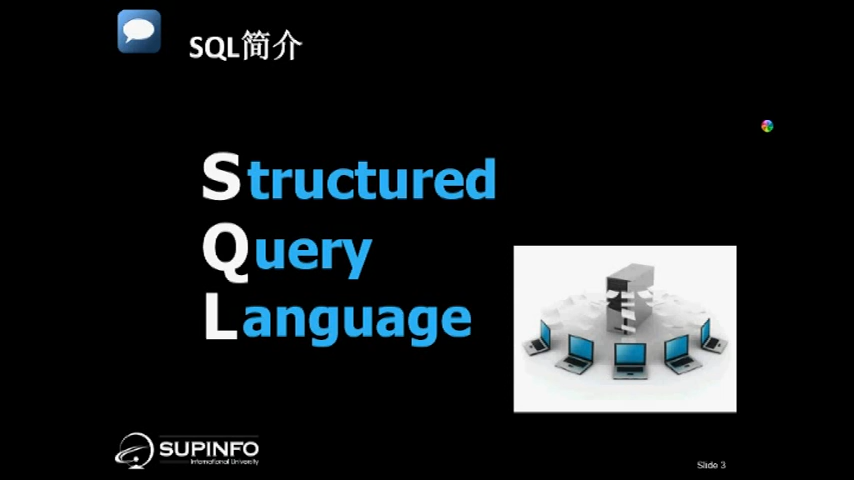 SQL简介
Structured
Query
Language
SUPINFO
International University
Slide 3